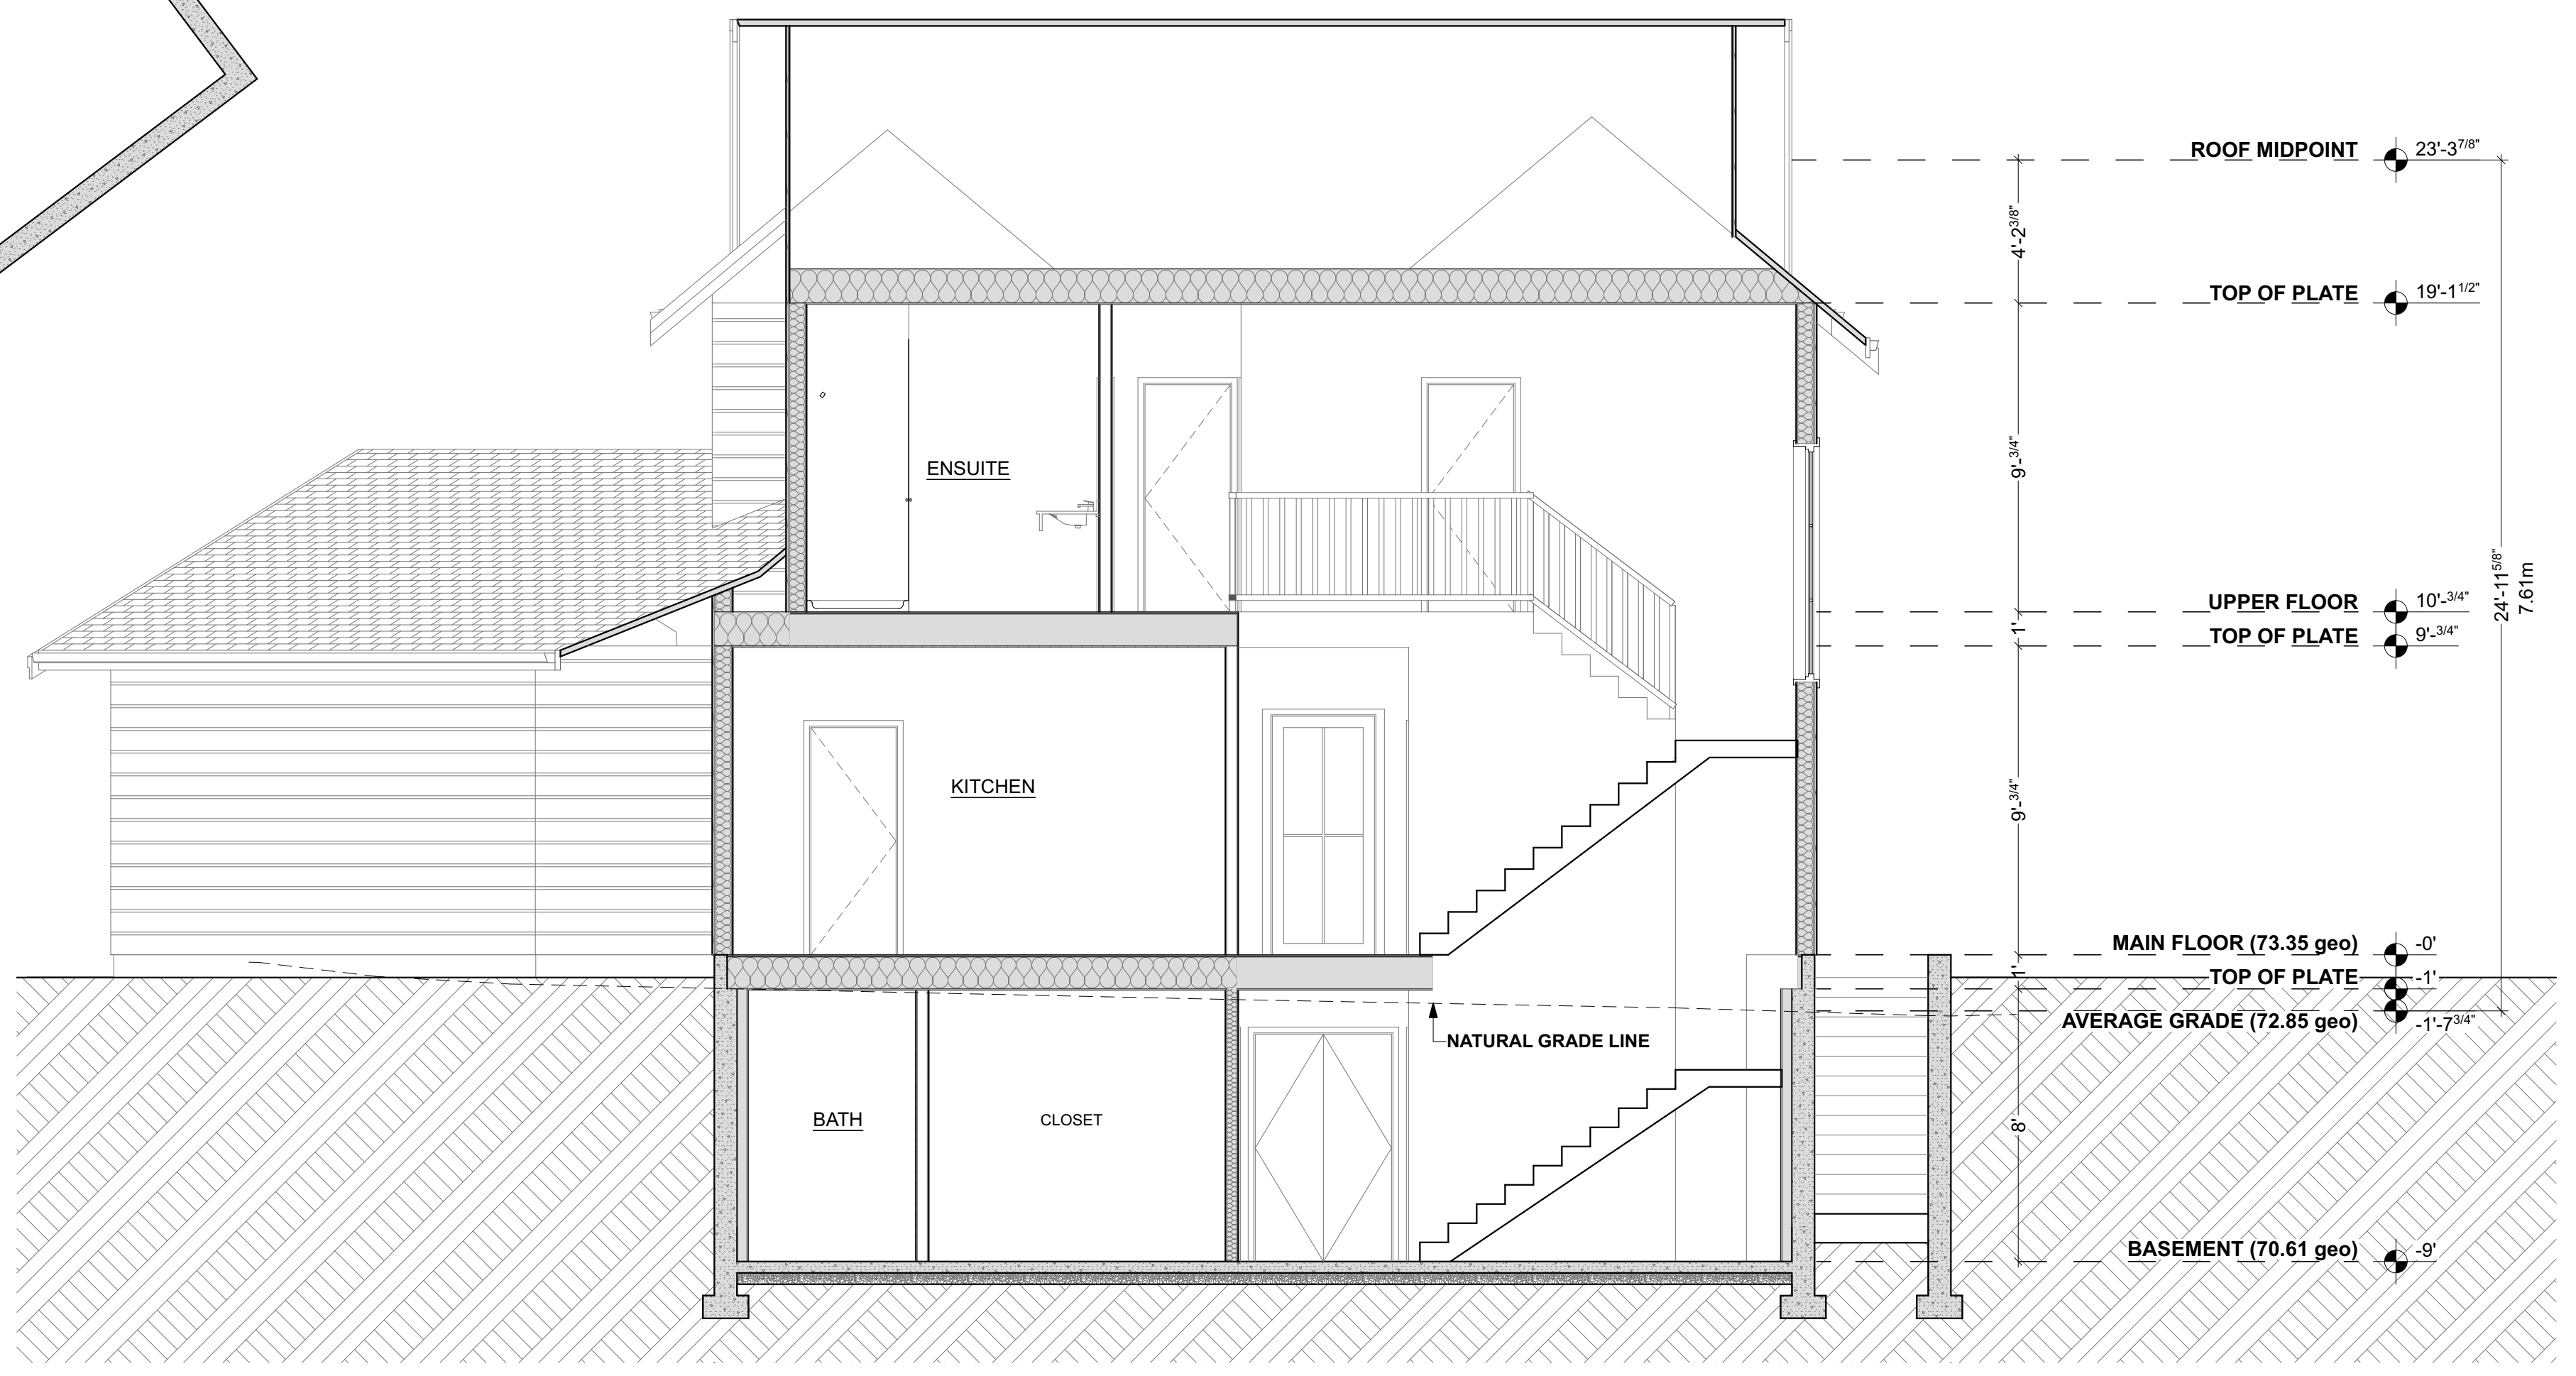 ROOF MIDPOINT 23'-3 7/8"
4'-2 3/8"
TOP OF PLATE 19'-1 1/2"
9'-3/4"
ENSUITE
24'-11 5/8"
7.61m
UPPER FLOOR 10'-3/4"
1'
TOP OF PLATE 9'-3/4"
KITCHEN
9'-3/4"
MAIN FLOOR (73.35 geo) -0'
1'
TOP OF PLATE -1'
AVERAGE GRADE (72.85 geo) -1'-7 3/4"
NATURAL GRADE LINE
BATH
CLOSET
8'
BASEMENT (70.61 geo) -9'